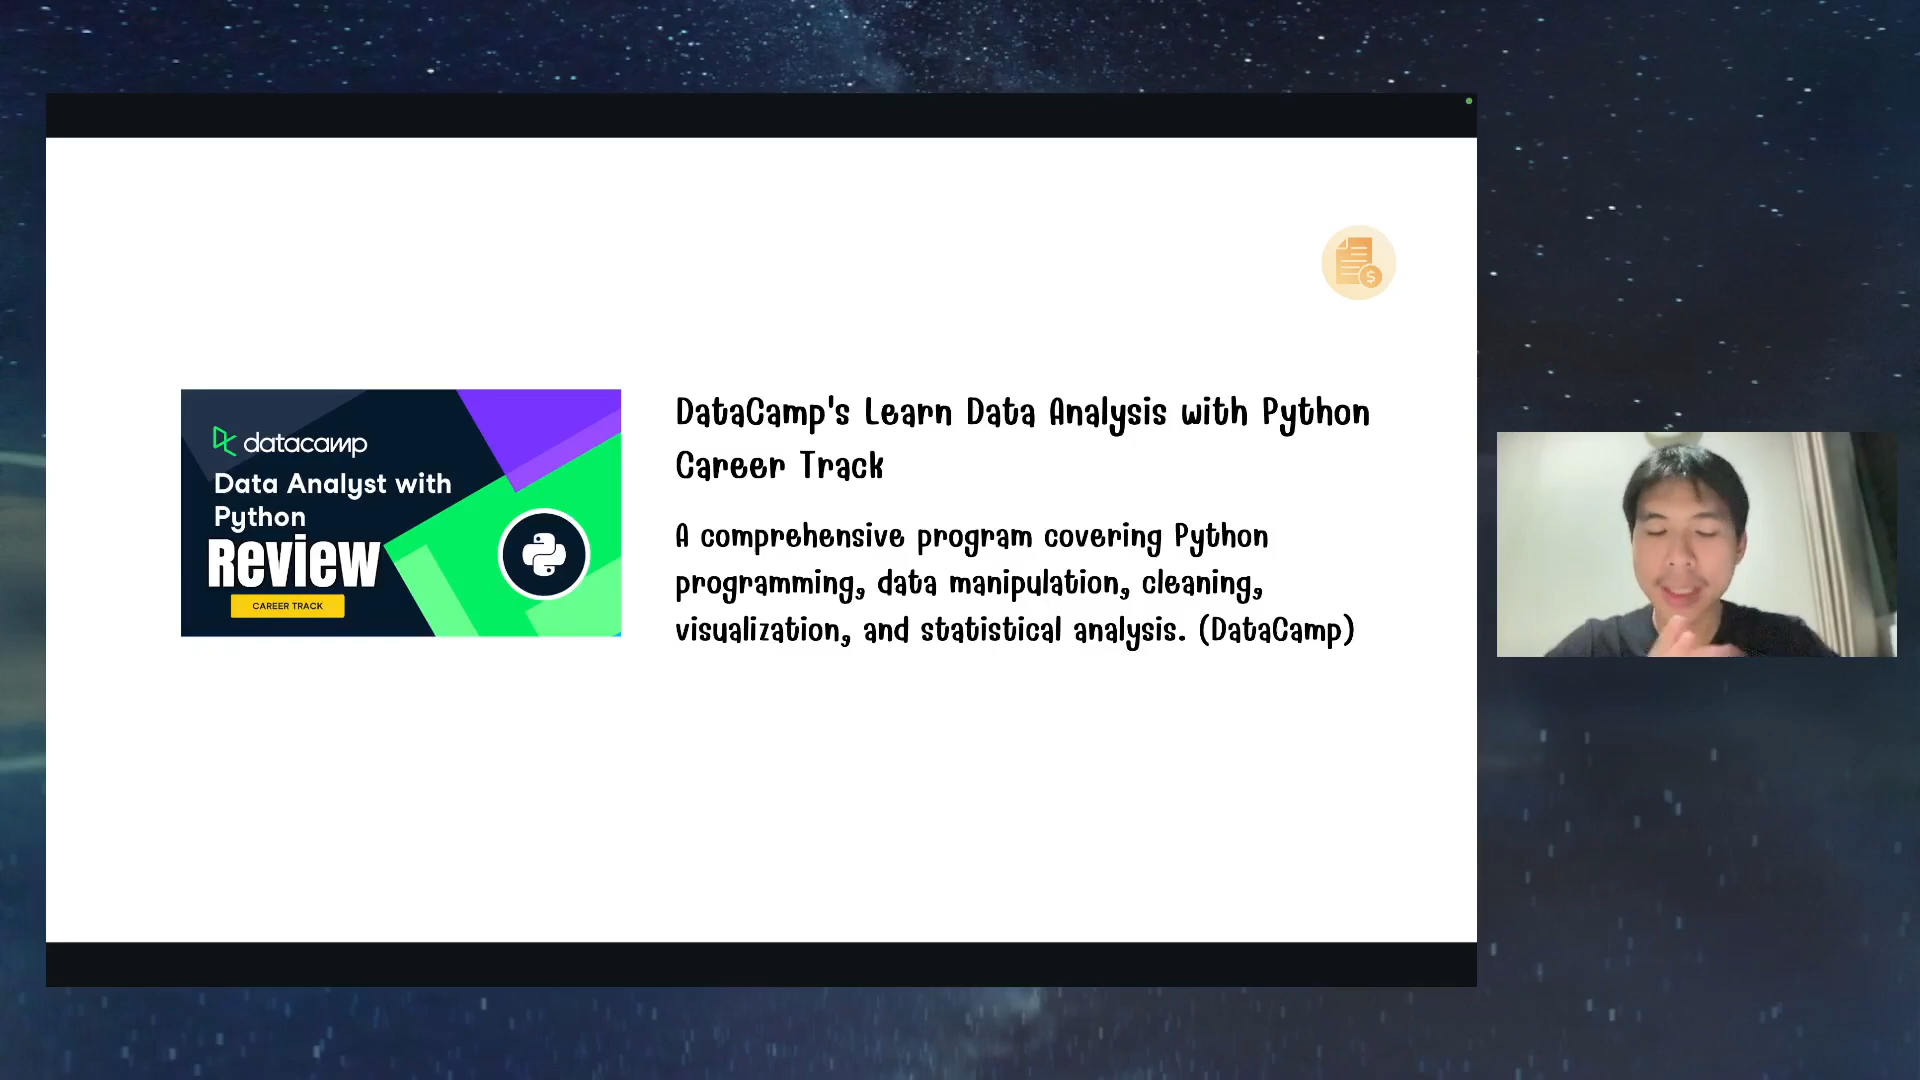 datacamp
Data Analyst with
Python
Review
CAREER TRACK
DataCamp's Learn Data Analysis with Python
Career Track
A comprehensive program covering Python
programming, data manipulation, cleaning,
visualization, and statistical analysis. (DataCamp)
$